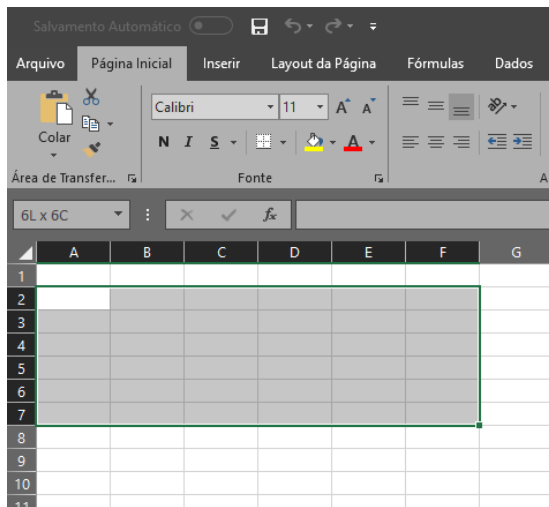 Salvamento Automático
Arquivo Página Inicial Inserir Layout da Página Fórmulas Dados
Calibri 11 A A
Colar
N I S A
Área de Transfer... Fonte A
6L x 6C fx
A B C D E F G
1
2
3
4
5
6
7
8
9
10
11